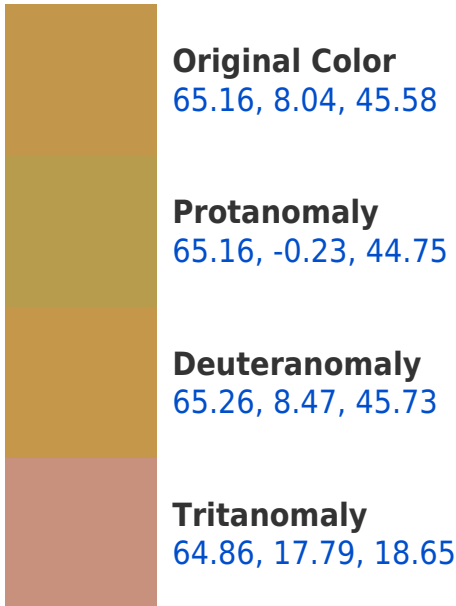 Original Color
65.16, 8.04, 45.58
Protanomaly
65.16, -0.23, 44.75
Deuteranomaly
65.26, 8.47, 45.73
Tritanomaly
64.86, 17.79, 18.65